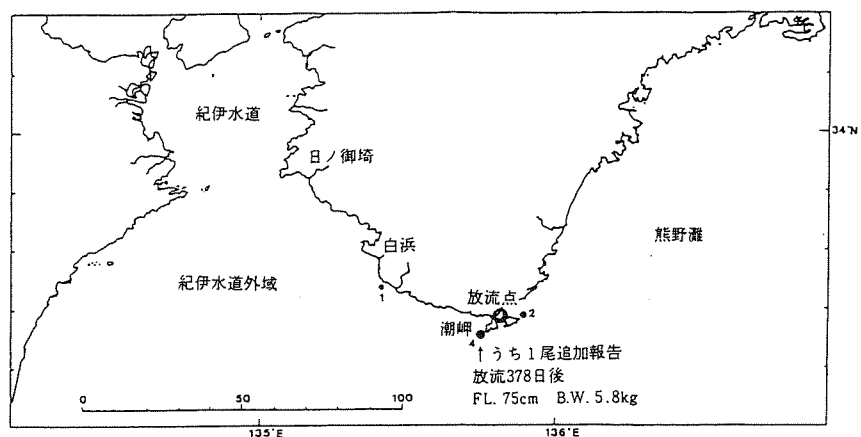 紀伊水道
34°N
日ノ御埼
熊野灘
白浜
紀伊水道外域
1
放流点
2
潮岬
4
↑うち1尾追加報告
放流378日後
FL. 75cm B.W. 5.8kg
0 50 100
135°E 136°E